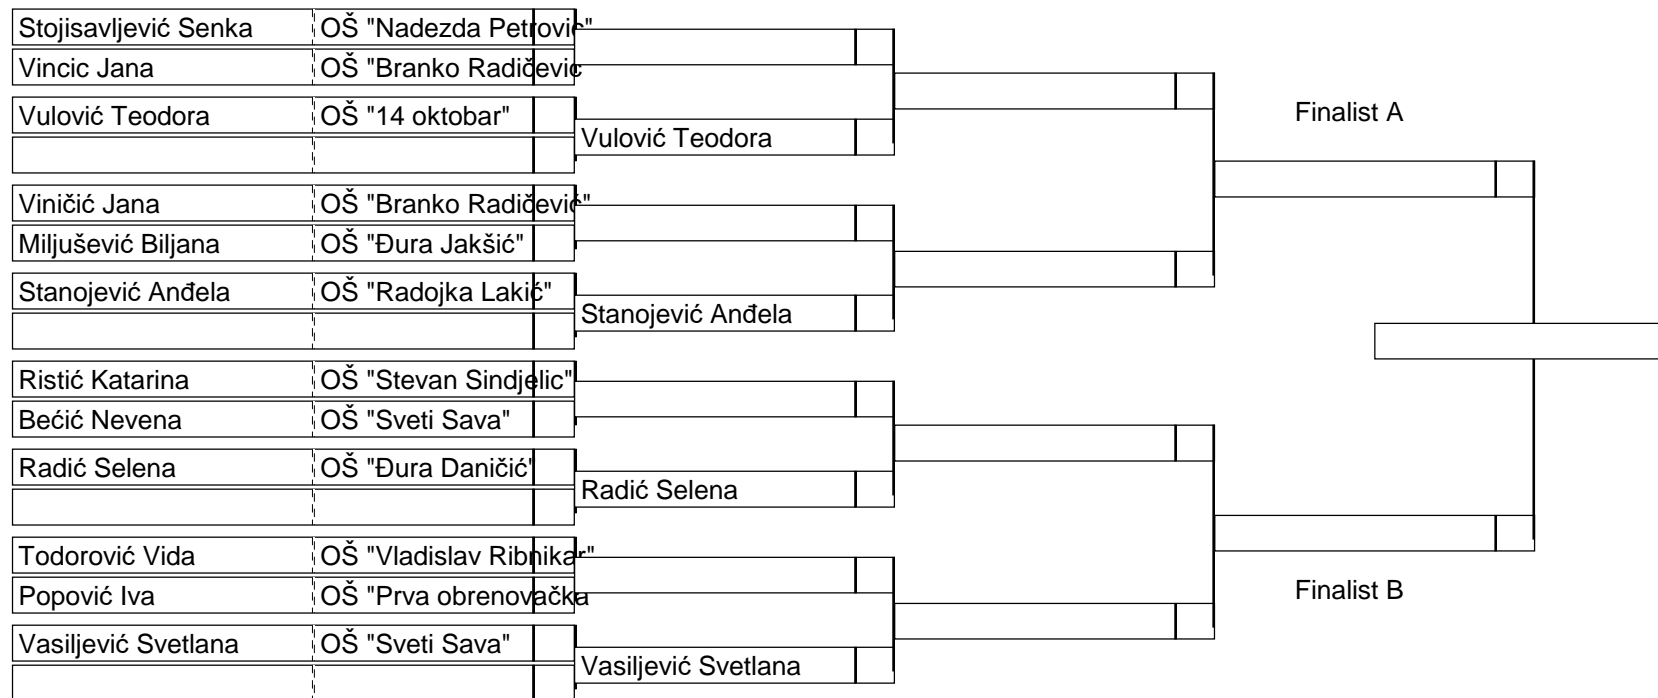 Stojisavljević Senka OŠ "Nadezda Petrovic"
Vincic Jana OŠ "Branko Radičevic
Vulović Teodora OŠ "14 oktobar"
Finalist A
Vulović Teodora
Viničić Jana OŠ "Branko Radičević"
Miljušević Biljana OŠ "Đura Jakšić"
Stanojević Anđela OŠ "Radojka Lakić"
Stanojević Anđela
Ristić Katarina OŠ "Stevan Sindjelic"
Bećić Nevena OŠ "Sveti Sava"
Radić Selena OŠ "Đura Daničić"
Radić Selena
Todorović Vida OŠ "Vladislav Ribnikar"
Popović Iva OŠ "Prva obrenovačka
Finalist B
Vasiljević Svetlana OŠ "Sveti Sava"
Vasiljević Svetlana